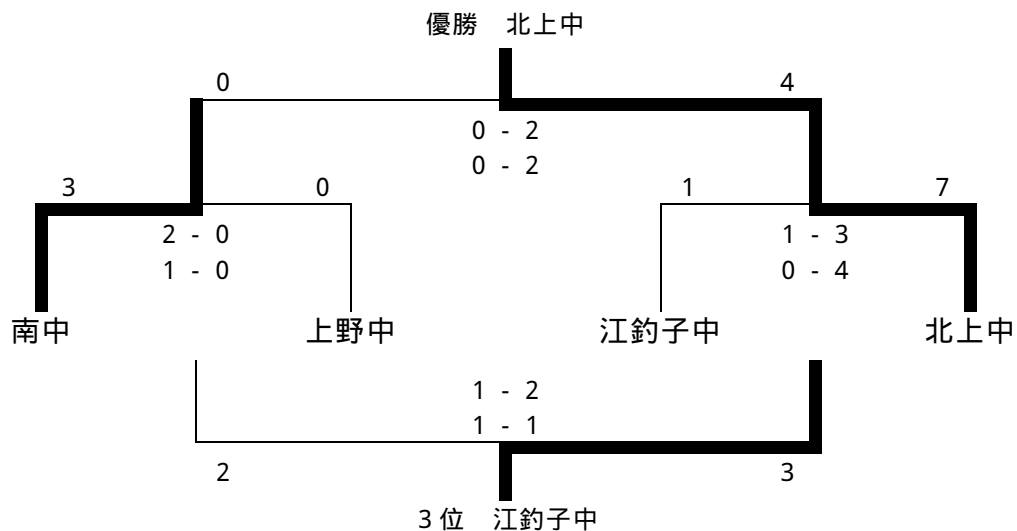 優勝　北上中
0 4
0 - 2
0 - 2
3 0 1 7
2 - 0 1 - 3
1 - 0 0 - 4
南中 上野中 江釣子中 北上中
1 - 2
1 - 1
2 3
3位　江釣子中